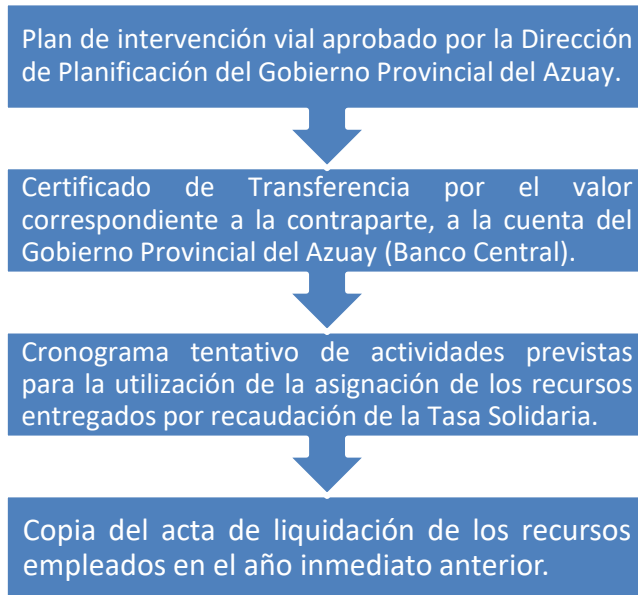 Plan de intervención vial aprobado por la Dirección
de Planificación del Gobierno Provincial del Azuay.
Certificado de Transferencia por el valor
correspondiente a la contraparte, a la cuenta del
Gobierno Provincial del Azuay (Banco Central).
Cronograma tentativo de actividades previstas
para la utilización de la asignación de los recursos
entregados por recaudación de la Tasa Solidaria.
Copia del acta de liquidación de los recursos
empleados en el año inmediato anterior.